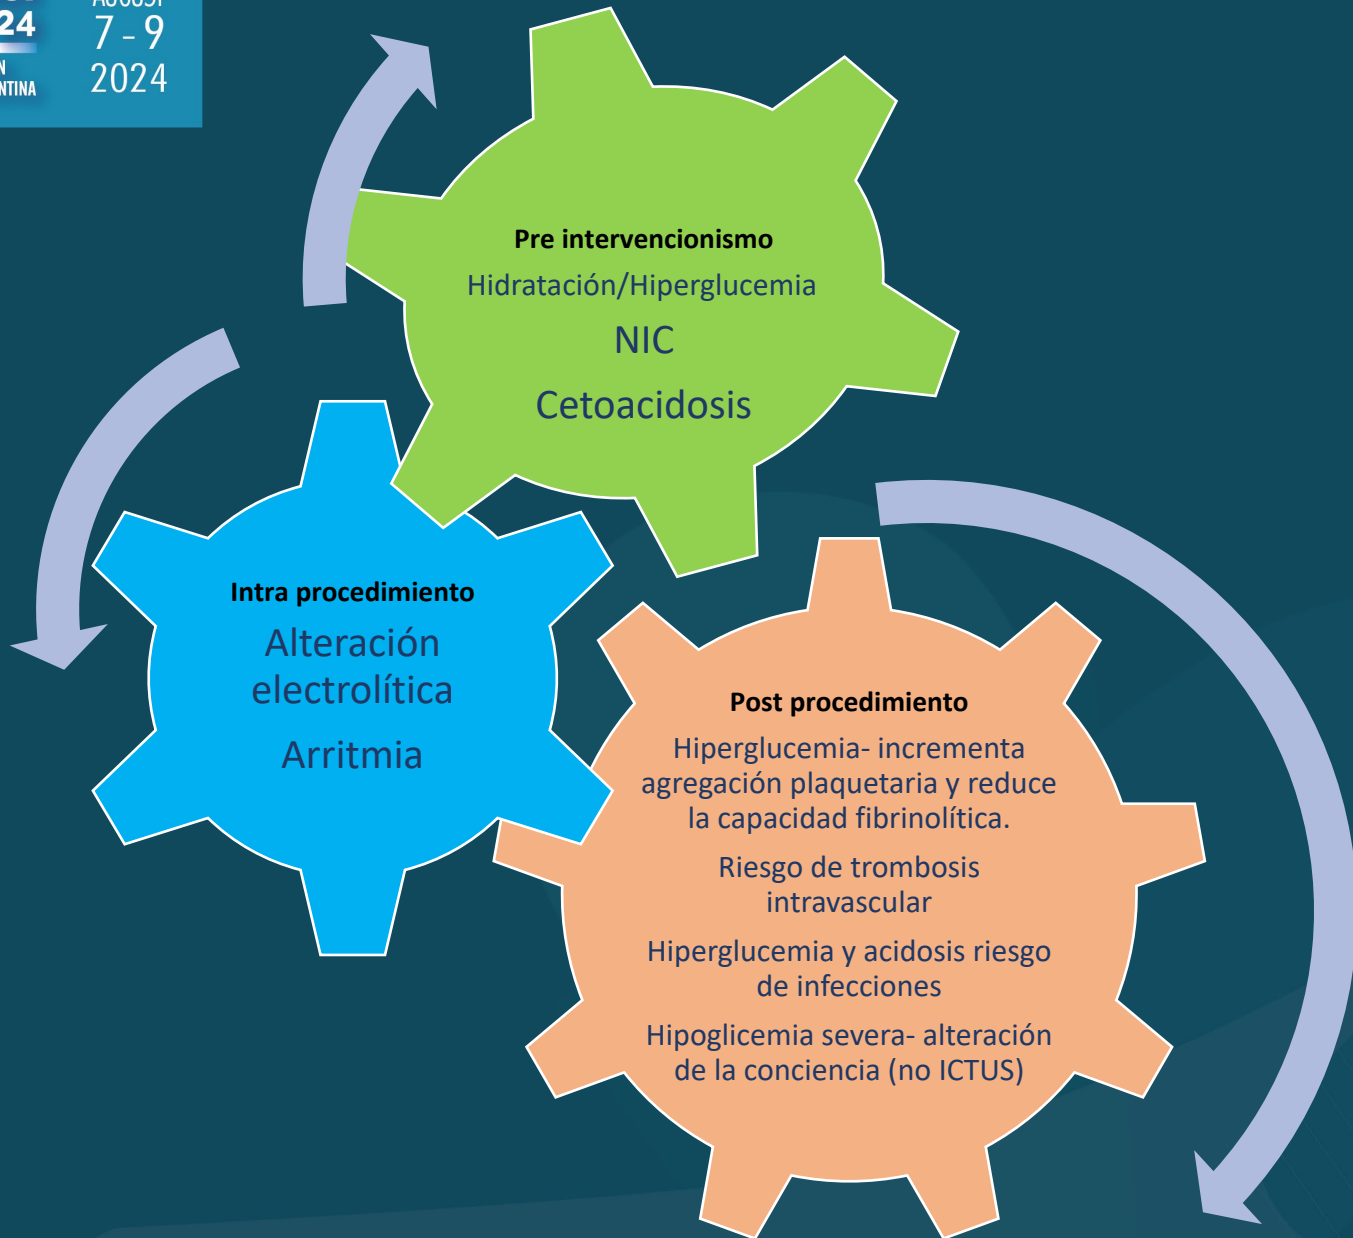 24
7 - 9
2024
Pre intervencionismo
Hidratación/Hiperglucemia
NIC
Cetoacidosis
Intra procedimiento
Alteración
electrolítica
Arritmia
Post procedimiento
Hiperglucemia- incrementa
agregación plaquetaria y reduce
la capacidad fibrinolítica.
Riesgo de trombosis
intravascular
Hiperglucemia y acidosis riesgo
de infecciones
Hipoglicemia severa- alteración
de la conciencia (no ICTUS)